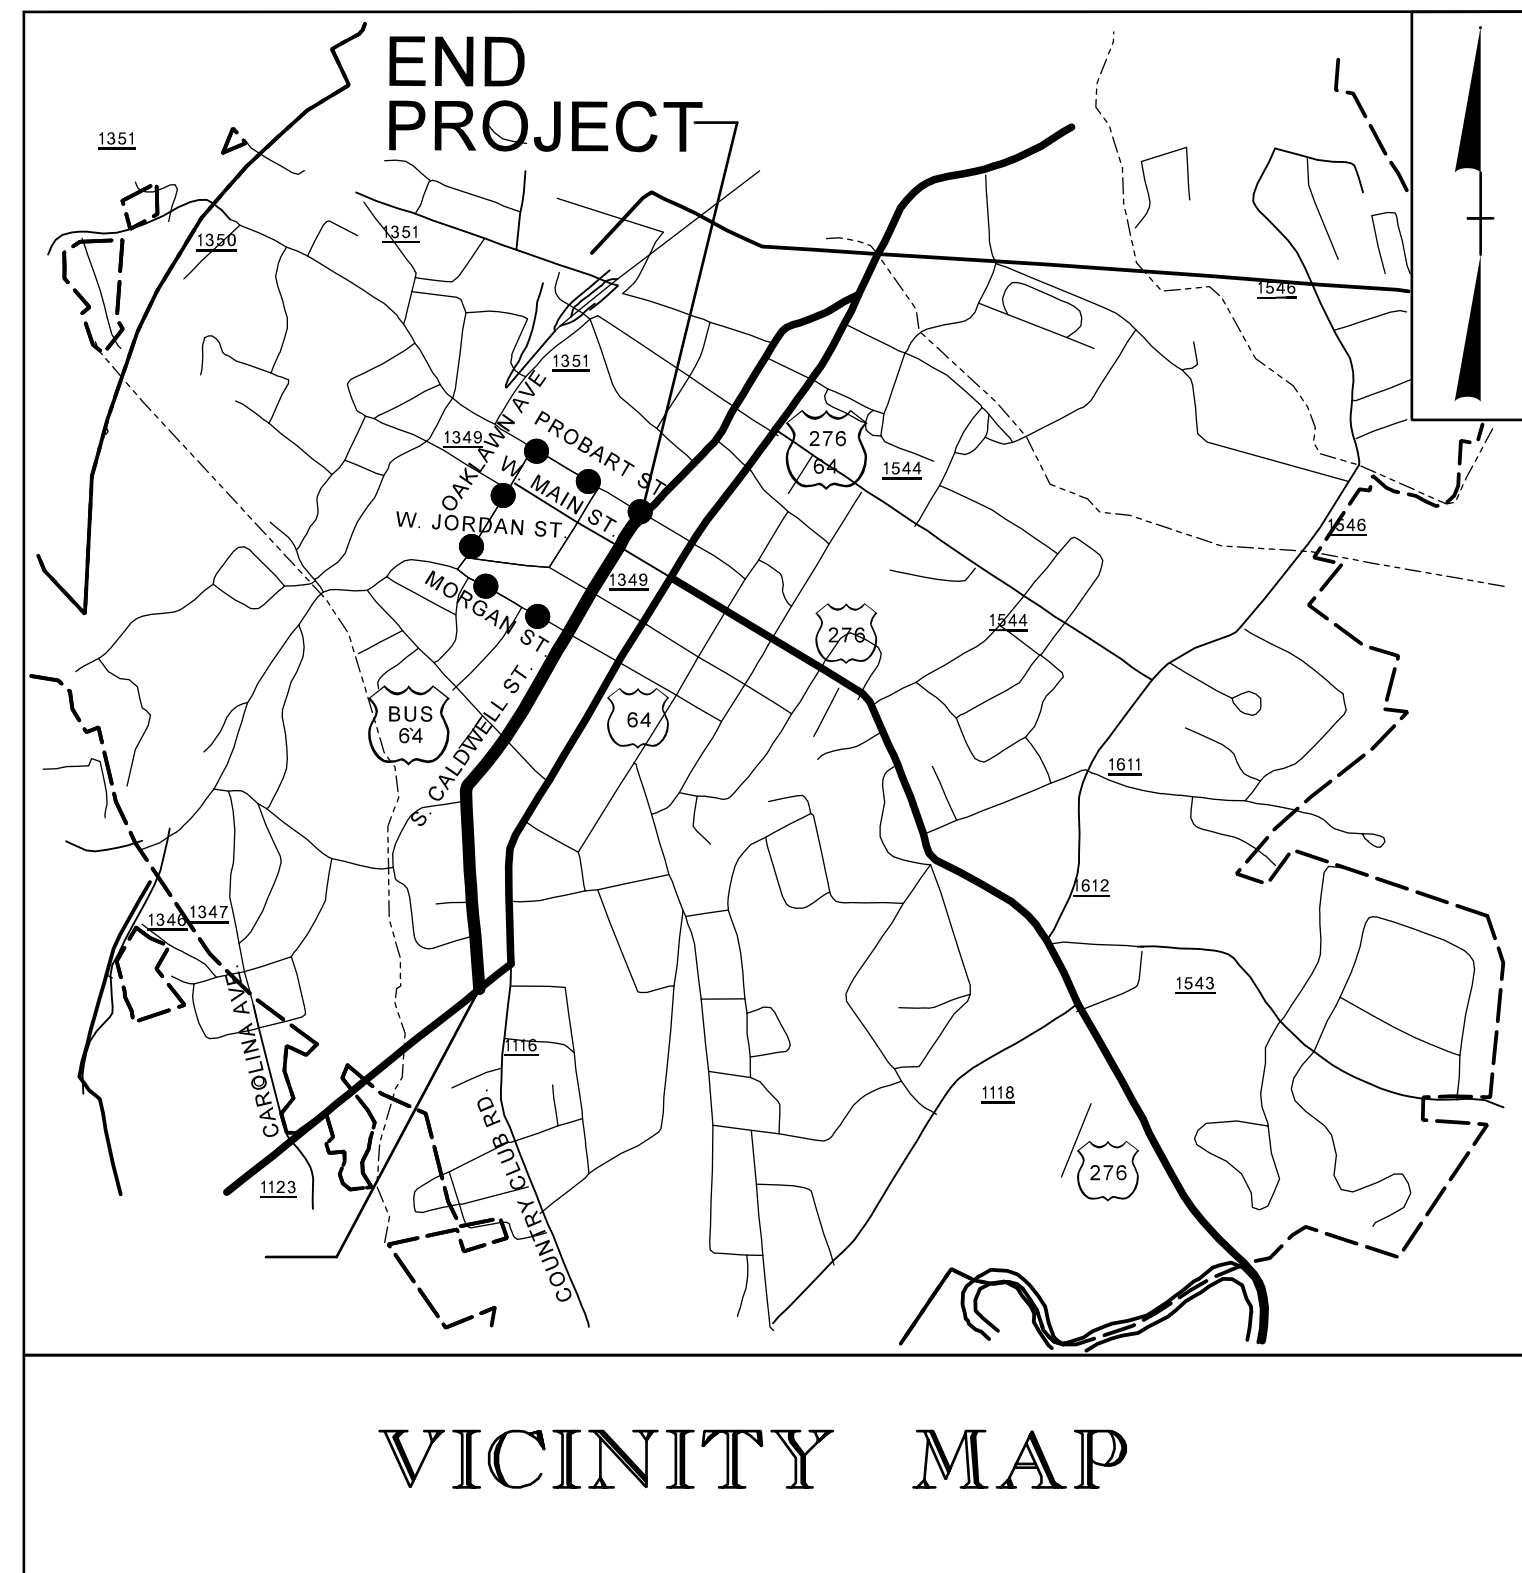 END
PROJECT
1351
1350
1351
1546
1351
OAKLAWN AVE
PROBART ST.
1349
276
64
1544
W. MAIN ST.
W. JORDAN ST.
1546
1349
MORGAN ST.
276
1544
BUS
64
64
S. CALDWELL ST.
1611
1612
1346
1347
CAROLINA AVE.
1543
1116
1118
COUNTRY CLUB RD.
276
1123
VICINITY MAP